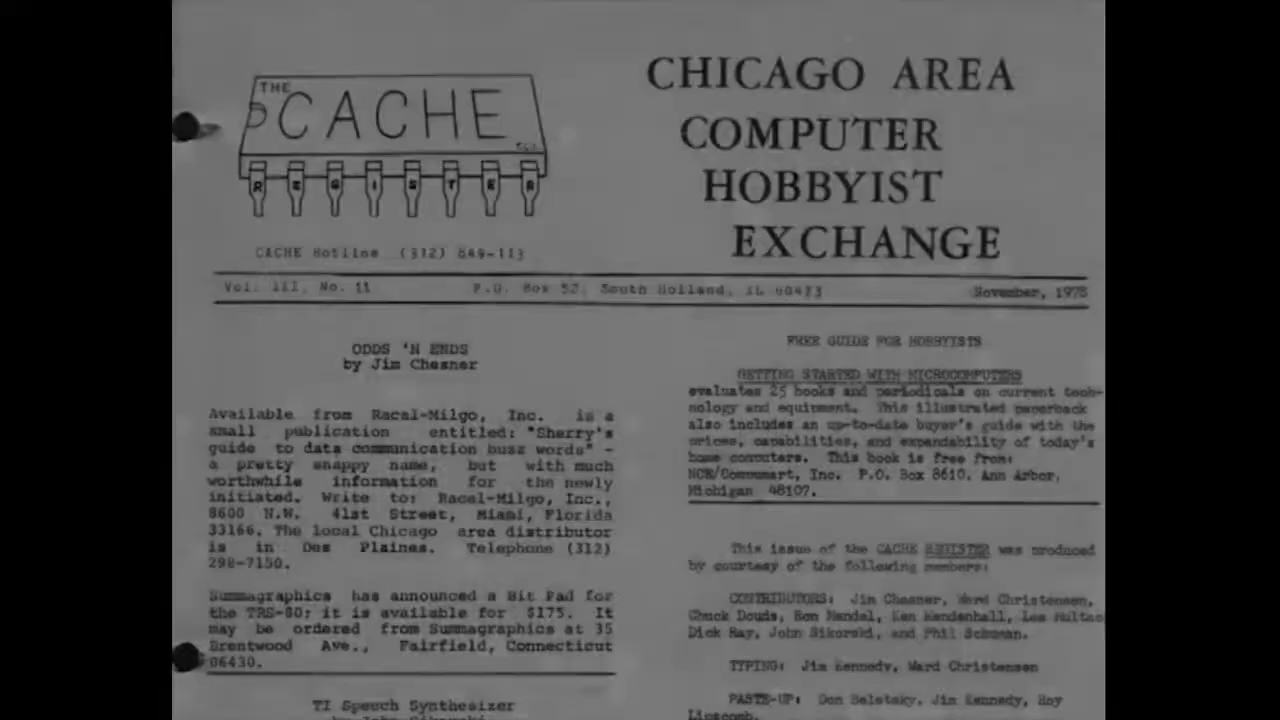 THE
CACHE
REGISTER
CACHE Hotline (312) 849-113
CHICAGO AREA
COMPUTER
HOBBYIST
EXCHANGE
Vol. III, No. 11
P.O. Box 52, South Holland, IL 60473
November, 1978
ODDS 'N ENDS
by Jim Chesner
Available from Racal-Milgo, Inc. is a
small publication entitled: "Sherry's
guide to data communication buzz words" -
a pretty snappy name, but with much
worthwhile information for the newly
initiated. Write to: Racal-Milgo, Inc.,
8600 N.W. 41st Street, Miami, Florida
33166. The local Chicago area distributor
is in Des Plaines. Telephone (312)
298-7150.
Summagraphics has announced a Bit Pad for
the TRS-80; it is available for $175. It
may be ordered from Summagraphics at 35
Brentwood Ave., Fairfield, Connecticut
06430.
TI Speech Synthesizer
by John Sikorski
FREE GUIDE FOR HOBBYISTS
GETTING STARTED WITH MICROCOMPUTERS
evaluates 25 books and periodicals on current tech-
nology and equipment. This illustrated paperback
also includes an up-to-date buyer's guide with the
prices, capabilities, and expandability of today's
home computers. This book is free from:
Inc. P.O. Box 8610, Ann Arbor,
Michigan 48107.
This issue of the CACHE REGISTER was produced
by courtesy of the following members:
CONTRIBUTORS: Jim Chesner, Ward Christensen,
Chuck Douds, Ron Mandel, Ken Mendenhall,
Dick Ray, John Sikorski, and Phil Schuman.
TYPING: Jim Kennedy, Ward Christensen
PASTE-UP: Don Beletsky, Jim Kennedy, Roy
Lipscomb.